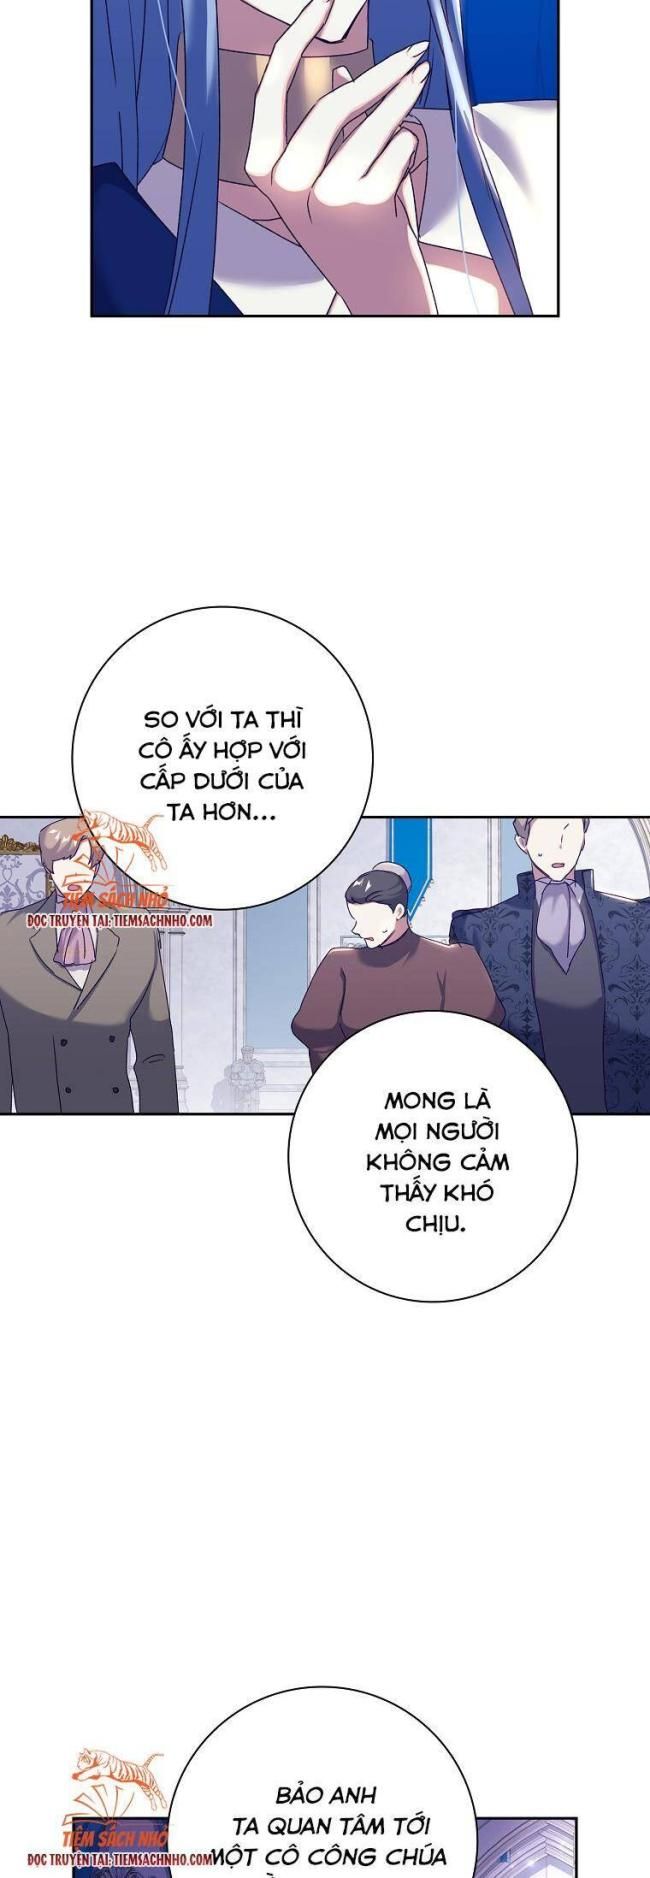 SO VỚI TA THÌ
CÔ ẤY HỢP VỚI
CẤP DƯỚI CỦA
TA HƠN...
TIỆM SÁCH NHỎ
ĐỌC TRUYỆN TẠI: TIEMSACHNHO.COM
MONG LÀ
MỌI NGƯỜI
KHÔNG CẢM
THẤY KHÓ
CHỊU.
BẢO ANH
TA QUAN TÂM TỚI
MỘT CÔ CÔNG CHÚA
TIỆM SÁCH NHỎ
ĐỌC TRUYỆN TẠI: TIEMSACHNHO.COM